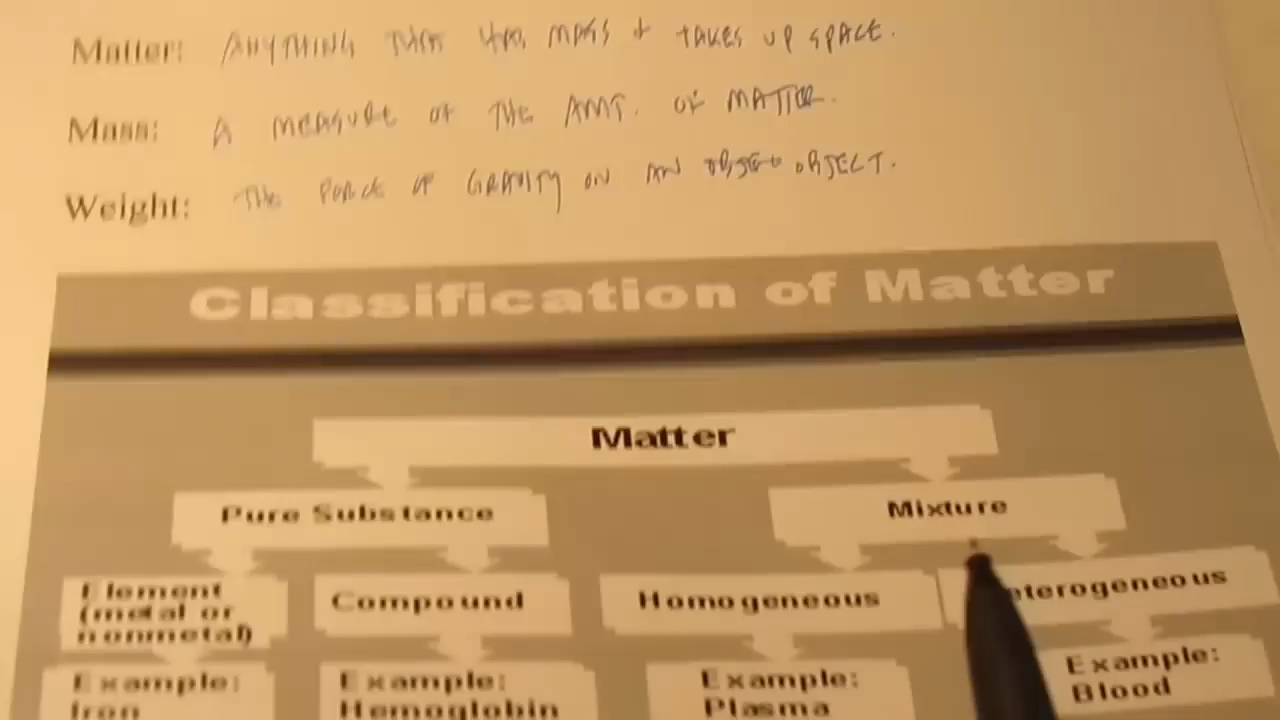 Matter: ANYTHING THAT HAS MASS + TAKES UP SPACE.
Mass: A MEASURE OF THE AMT. OF MATTER.
Weight: THE FORCE OF GRAVITY ON AN OBJECT.
Classification of Matter
Matter
Pure Substance Mixture
Element Compound Homogeneous eterogeneous
(metal or
nonmetal)
Example: Example: Example: Example:
Iron Hemoglobin Plasma Blood